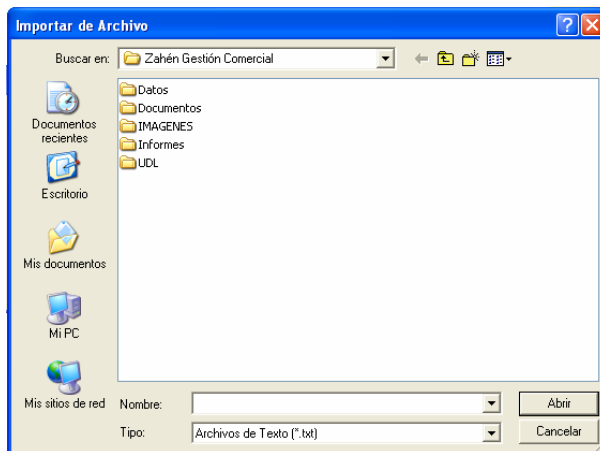 Importar de Archivo
Buscar en:
Zahén Gestión Comercial
Documentos
recientes
Escritorio
Mis documentos
Mi PC
Mis sitios de red
Datos
Documentos
IMAGENES
Informes
UDL
Nombre:
Abrir
Tipo:
Archivos de Texto (*.txt)
Cancelar